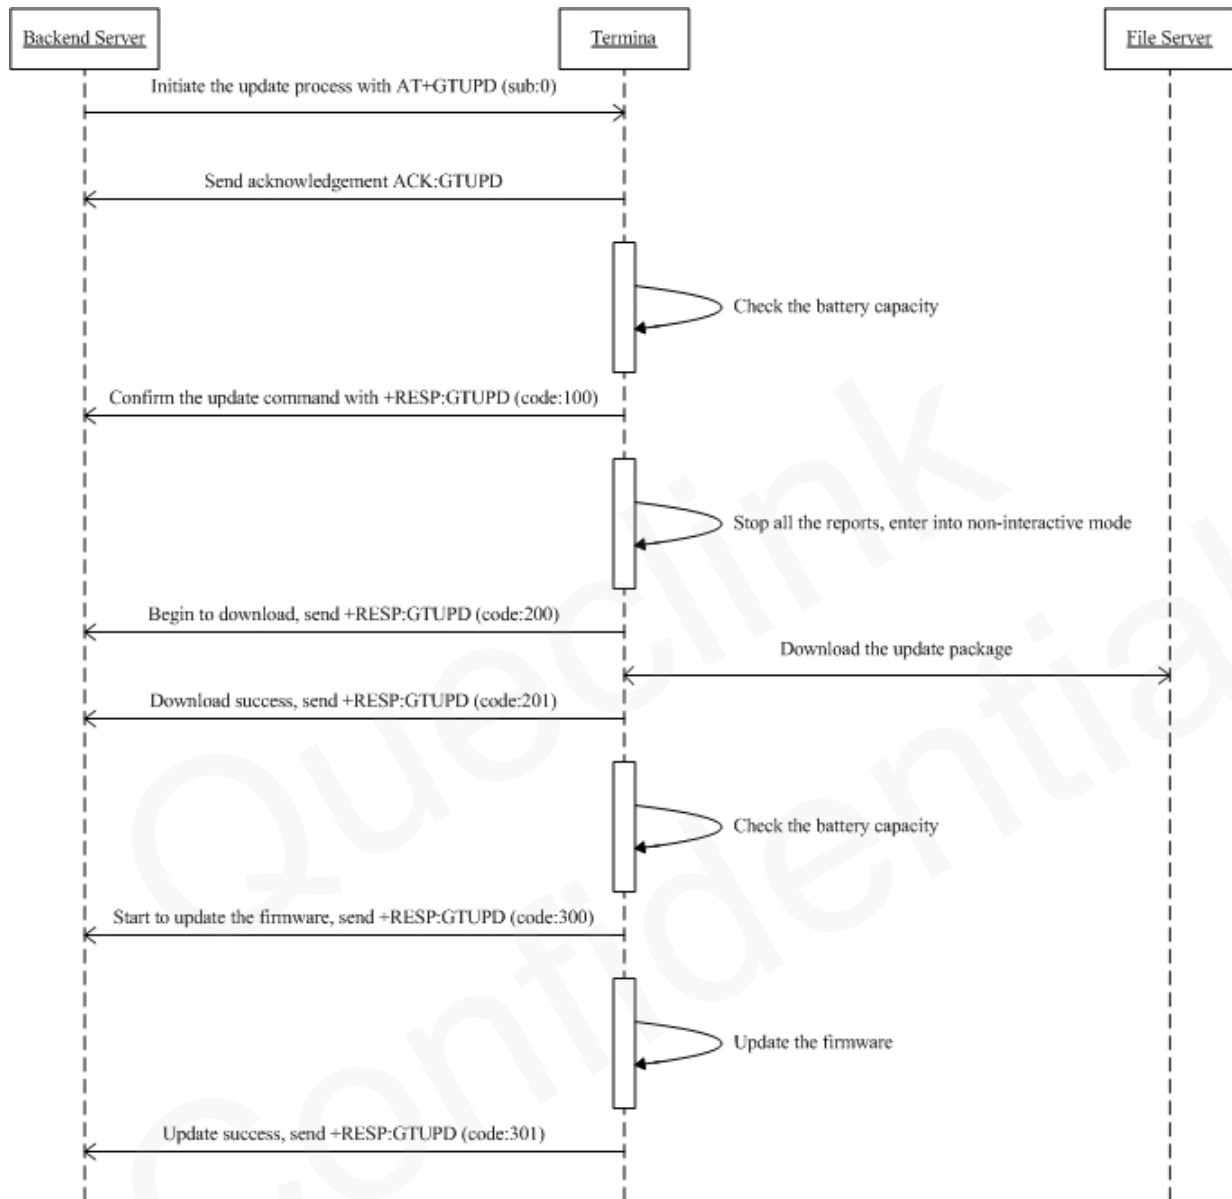 Backend Server
Termina
File Server
Initiate the update process with AT+GTUPD (sub:0)
Send acknowledgement ACK:GTUPD
Check the battery capacity
Confirm the update command with +RESP:GTUPD (code:100)
Stop all the reports, enter into non-interactive mode
Begin to download, send +RESP:GTUPD (code:200)
Download the update package
Download success, send +RESP:GTUPD (code:201)
Check the battery capacity
Start to update the firmware, send +RESP:GTUPD (code:300)
Update the firmware
Update success, send +RESP:GTUPD (code:301)
Queclink
Confidential